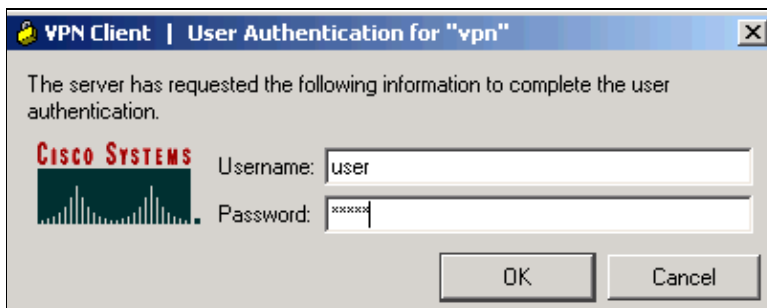 VPN Client | User Authentication for "vpn"
The server has requested the following information to complete the user
authentication.
CISCO SYSTEMS
Username: user
Password: *****
OK Cancel